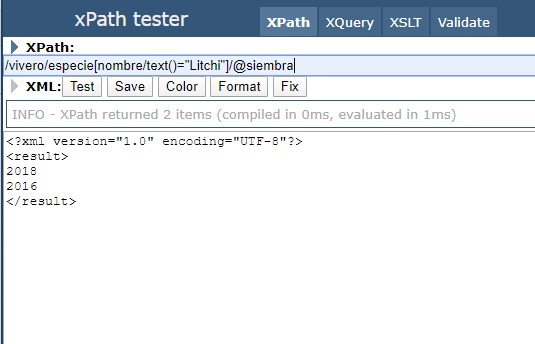 xPath tester
XPath XQuery XSLT Validate
XPath:
/vivero/especie[nombre/text()="Litchi"]/@siembra
XML: Test Save Color Format Fix
INFO - XPath returned 2 items (compiled in 0ms, evaluated in 1ms)
<?xml version="1.0" encoding="UTF-8"?>
<result>
2018
2016
</result>